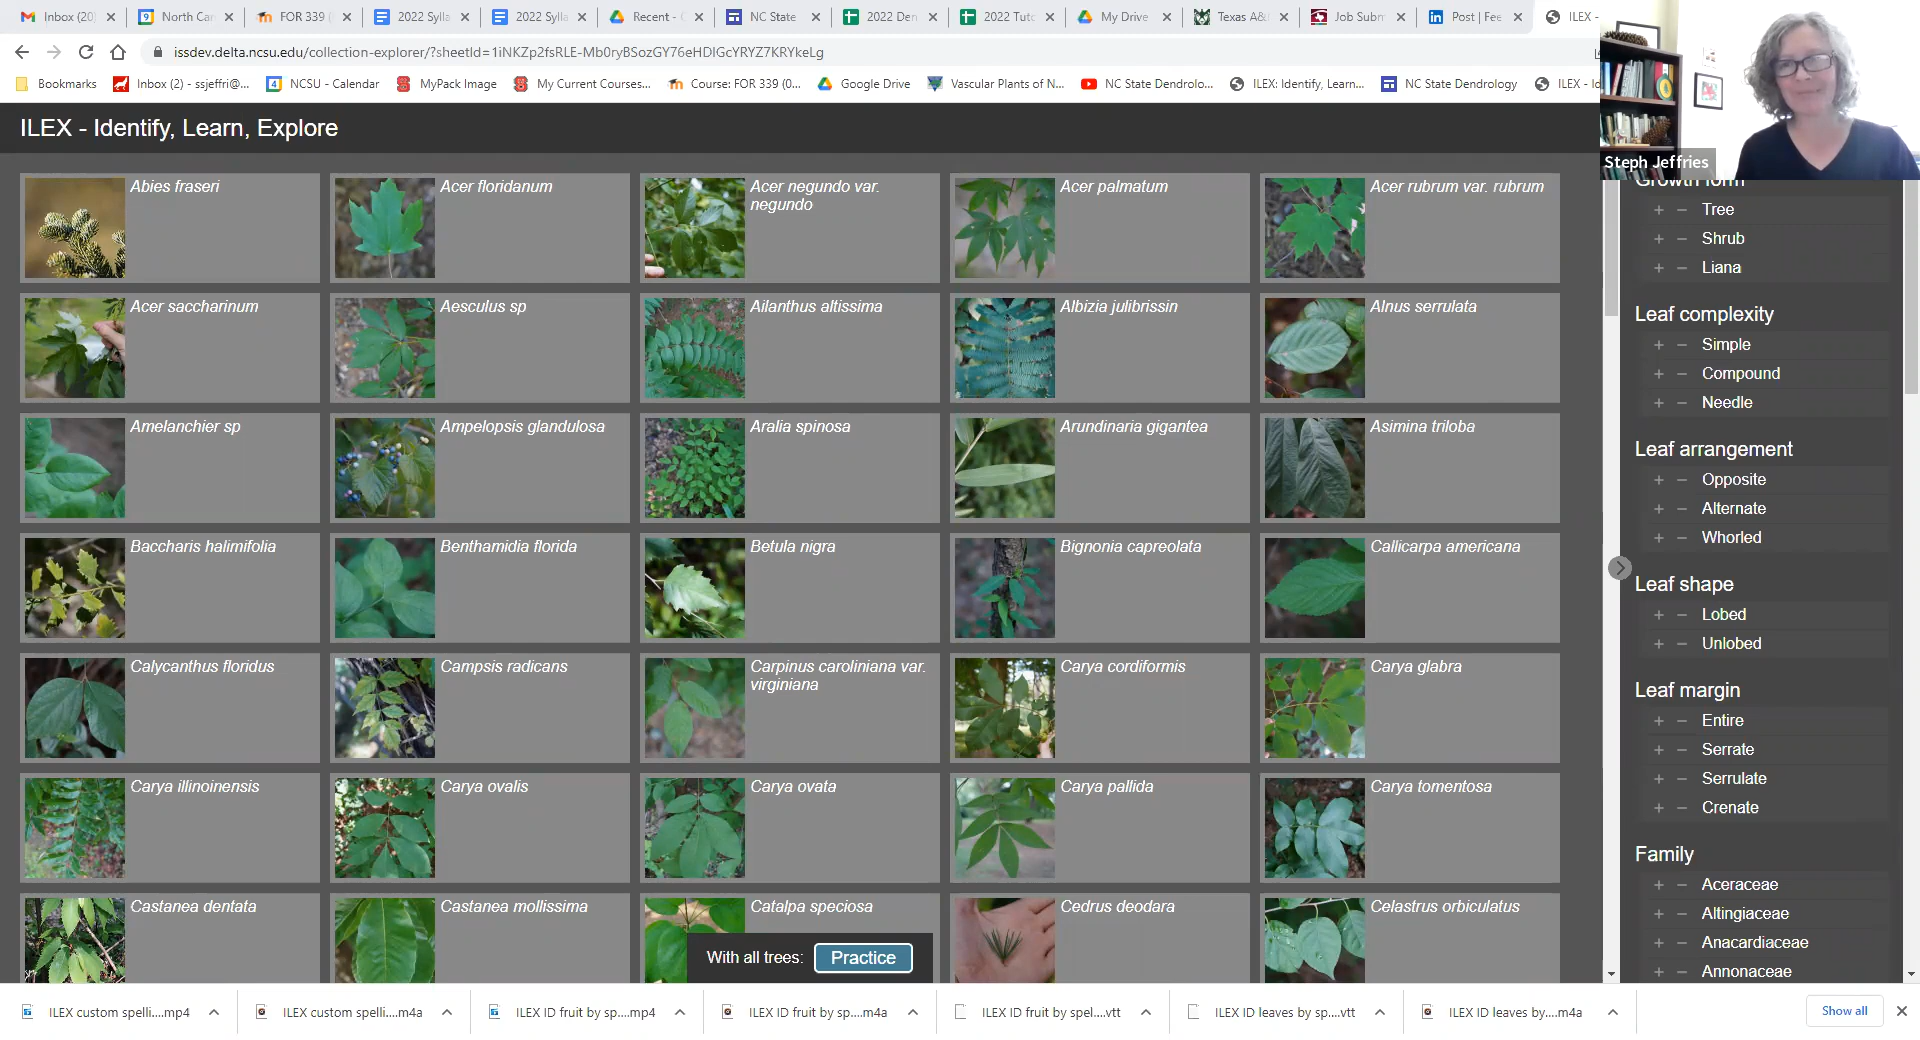 Inbox (20)
North Car
FOR 339 (
2022 Sylla
2022 Sylla
Recent - G
NC State
2022 Den
2022 Tuto
My Drive
Texas A&
Job Subm
Post | Fee
ILEX -
issdev.delta.ncsu.edu/collection-explorer/?sheetId=1iNKZp2fsRLE-Mb0ryBSozGY76eHDIGcYRYZ7KRYkeLg
Bookmarks
Inbox (2) - ssjeffri@...
NCSU - Calendar
MyPack Image
My Current Courses...
Course: FOR 339 (0...
Google Drive
Vascular Plants of N...
NC State Dendrolo...
ILEX: Identify, Learn...
NC State Dendrology
ILEX - Id
ILEX - Identify, Learn, Explore
Steph Jeffries
Abies fraseri
Acer floridanum
Acer negundo var.
negundo
Acer palmatum
Acer rubrum var. rubrum
Acer saccharinum
Aesculus sp
Ailanthus altissima
Albizia julibrissin
Alnus serrulata
Amelanchier sp
Ampelopsis glandulosa
Aralia spinosa
Arundinaria gigantea
Asimina triloba
Baccharis halimifolia
Benthamidia florida
Betula nigra
Bignonia capreolata
Callicarpa americana
Calycanthus floridus
Campsis radicans
Carpinus caroliniana var.
virginiana
Carya cordiformis
Carya glabra
Carya illinoinensis
Carya ovalis
Carya ovata
Carya pallida
Carya tomentosa
Castanea dentata
Castanea mollissima
Catalpa speciosa
Cedrus deodara
Celastrus orbiculatus
With all trees:
Practice
Growth form
+ − Tree
+ − Shrub
+ − Liana
Leaf complexity
+ − Simple
+ − Compound
+ − Needle
Leaf arrangement
+ − Opposite
+ − Alternate
+ − Whorled
Leaf shape
+ − Lobed
+ − Unlobed
Leaf margin
+ − Entire
+ − Serrate
+ − Serrulate
+ − Crenate
Family
+ − Aceraceae
+ − Altingiaceae
+ − Anacardiaceae
+ − Annonaceae
ILEX custom spelli....mp4
ILEX custom spelli....m4a
ILEX ID fruit by sp....mp4
ILEX ID fruit by sp....m4a
ILEX ID fruit by spel....vtt
ILEX ID leaves by sp....vtt
ILEX ID leaves by....m4a
Show all